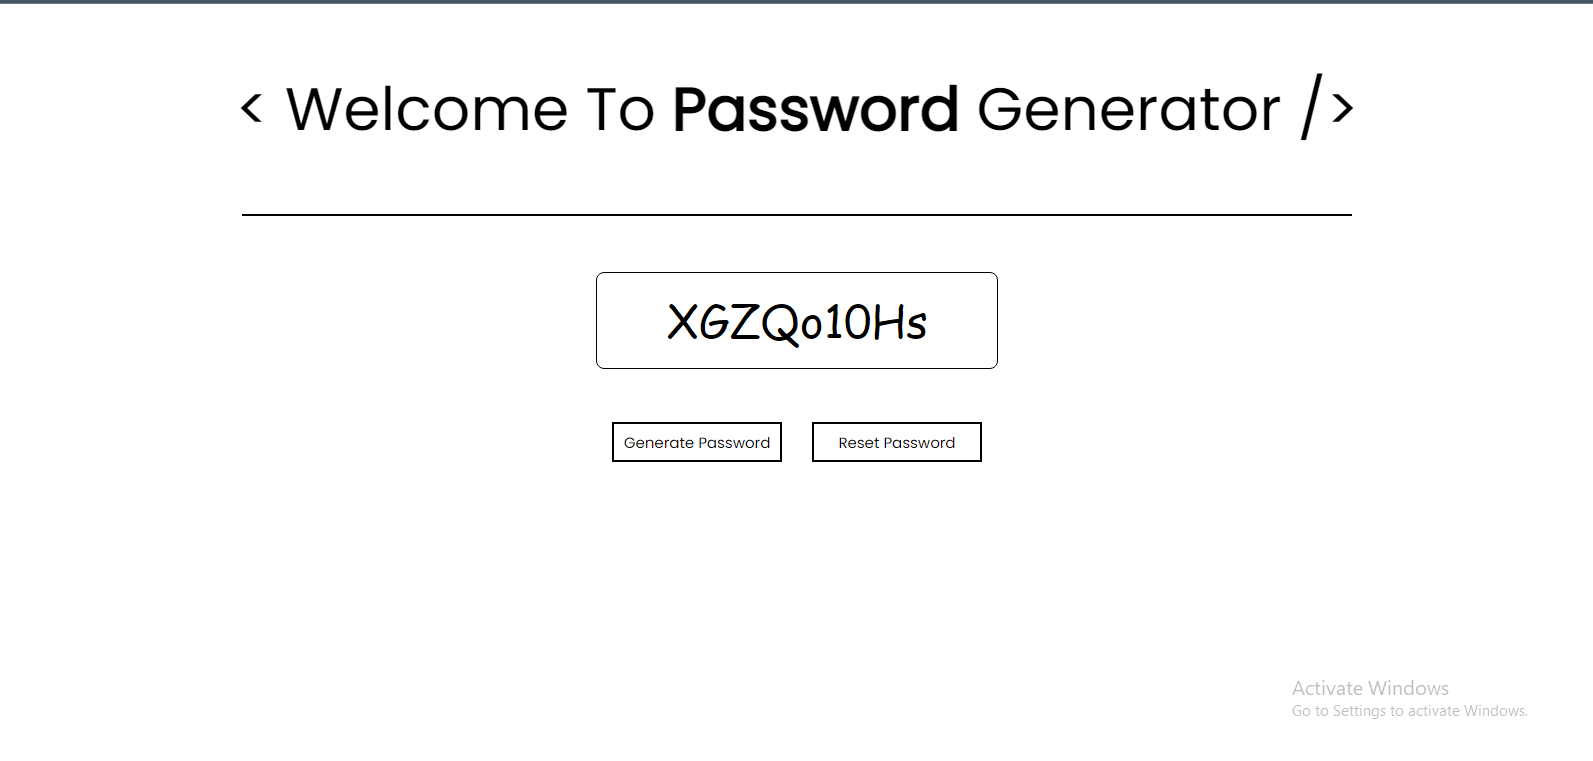 < Welcome To Password Generator />
XGZQo10Hs
Generate Password
Reset Password
Activate Windows
Go to Settings to activate Windows.